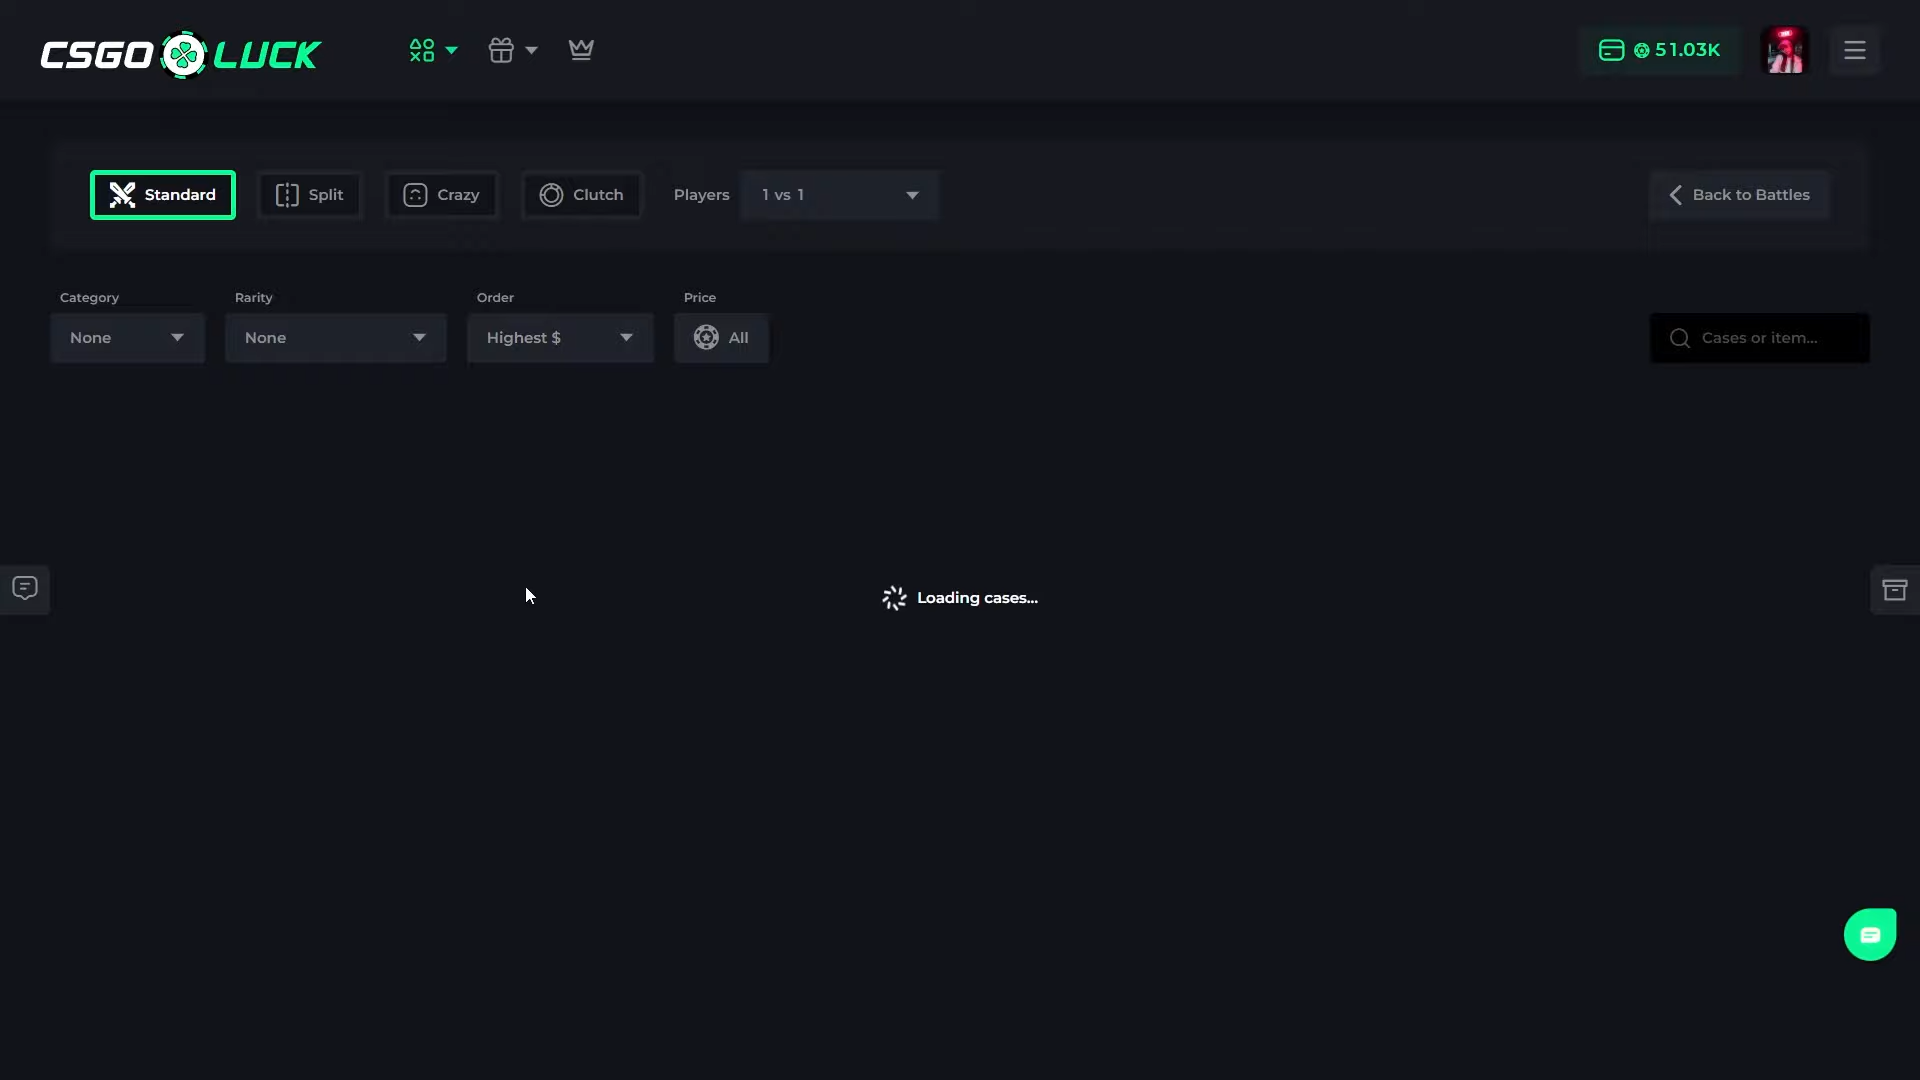 CSGO LUCK
51.03K
Standard
Split
Crazy
Clutch
Players
1 vs 1
Back to Battles
Category
Rarity
Order
Price
None
None
Highest $
All
Cases or item...
Loading cases...